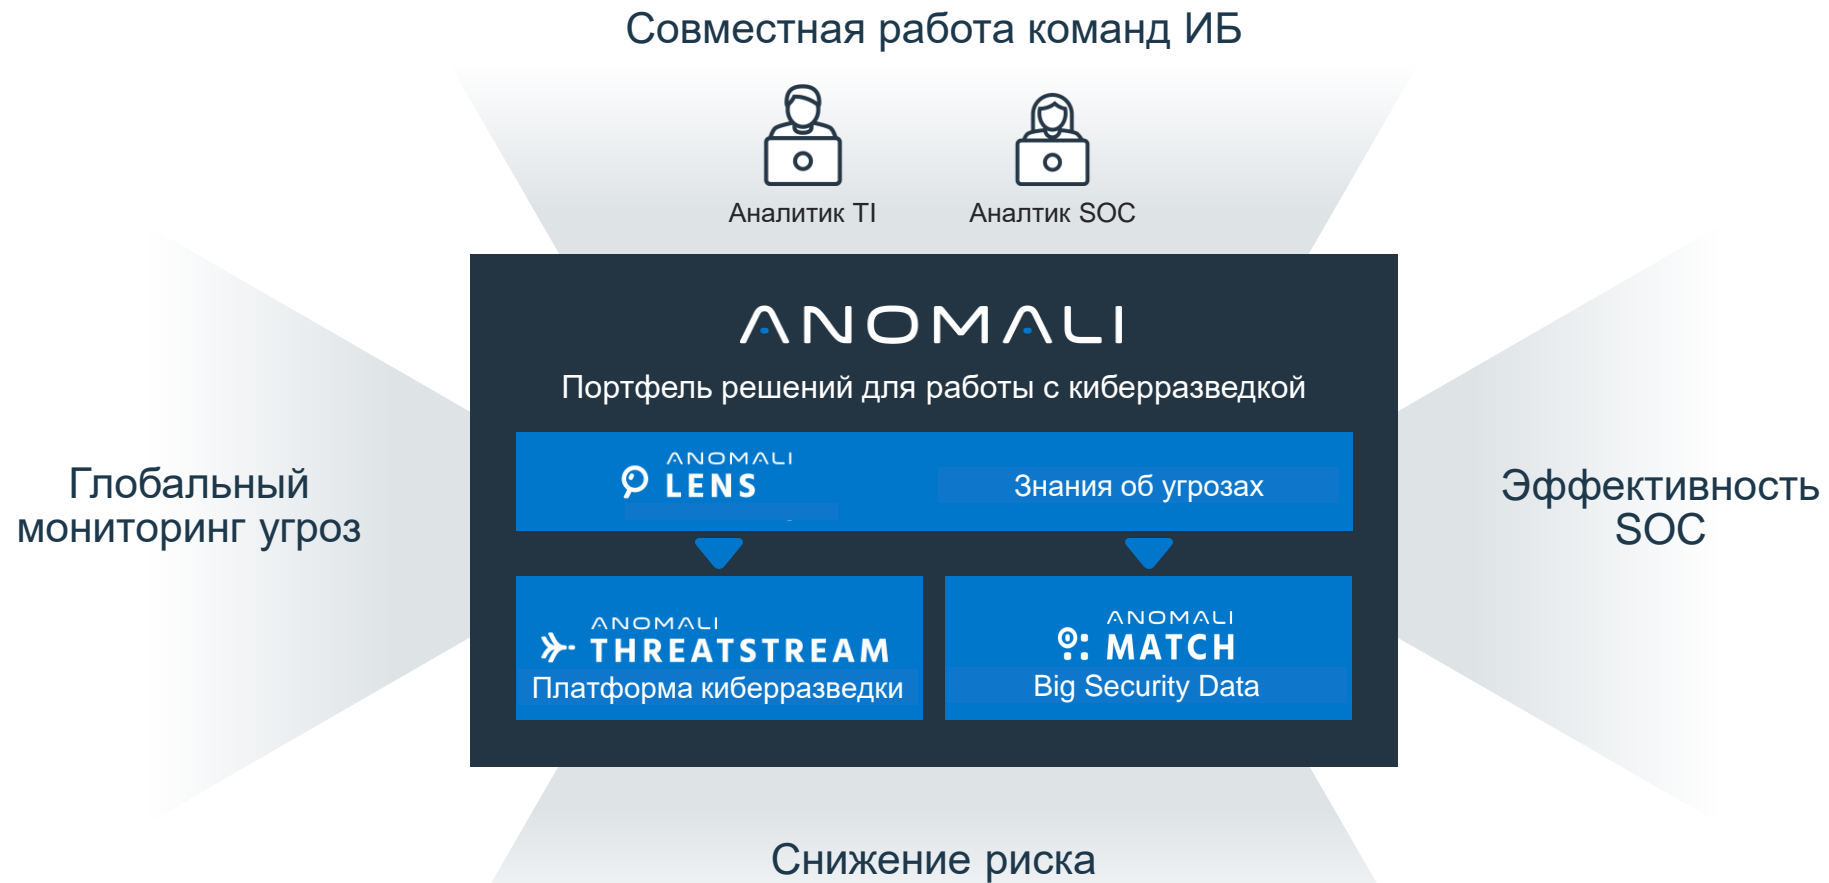 Совместная работа команд ИБ
Аналитик TI
Аналтик SOC
ANOMALI
Портфель решений для работы с киберразведкой
ANOMALI
LENS
Знания об угрозах
Глобальный
мониторинг угроз
Эффективность
SOC
ANOMALI
THREATSTREAM
Платформа киберразведки
ANOMALI
MATCH
Big Security Data
Снижение риска